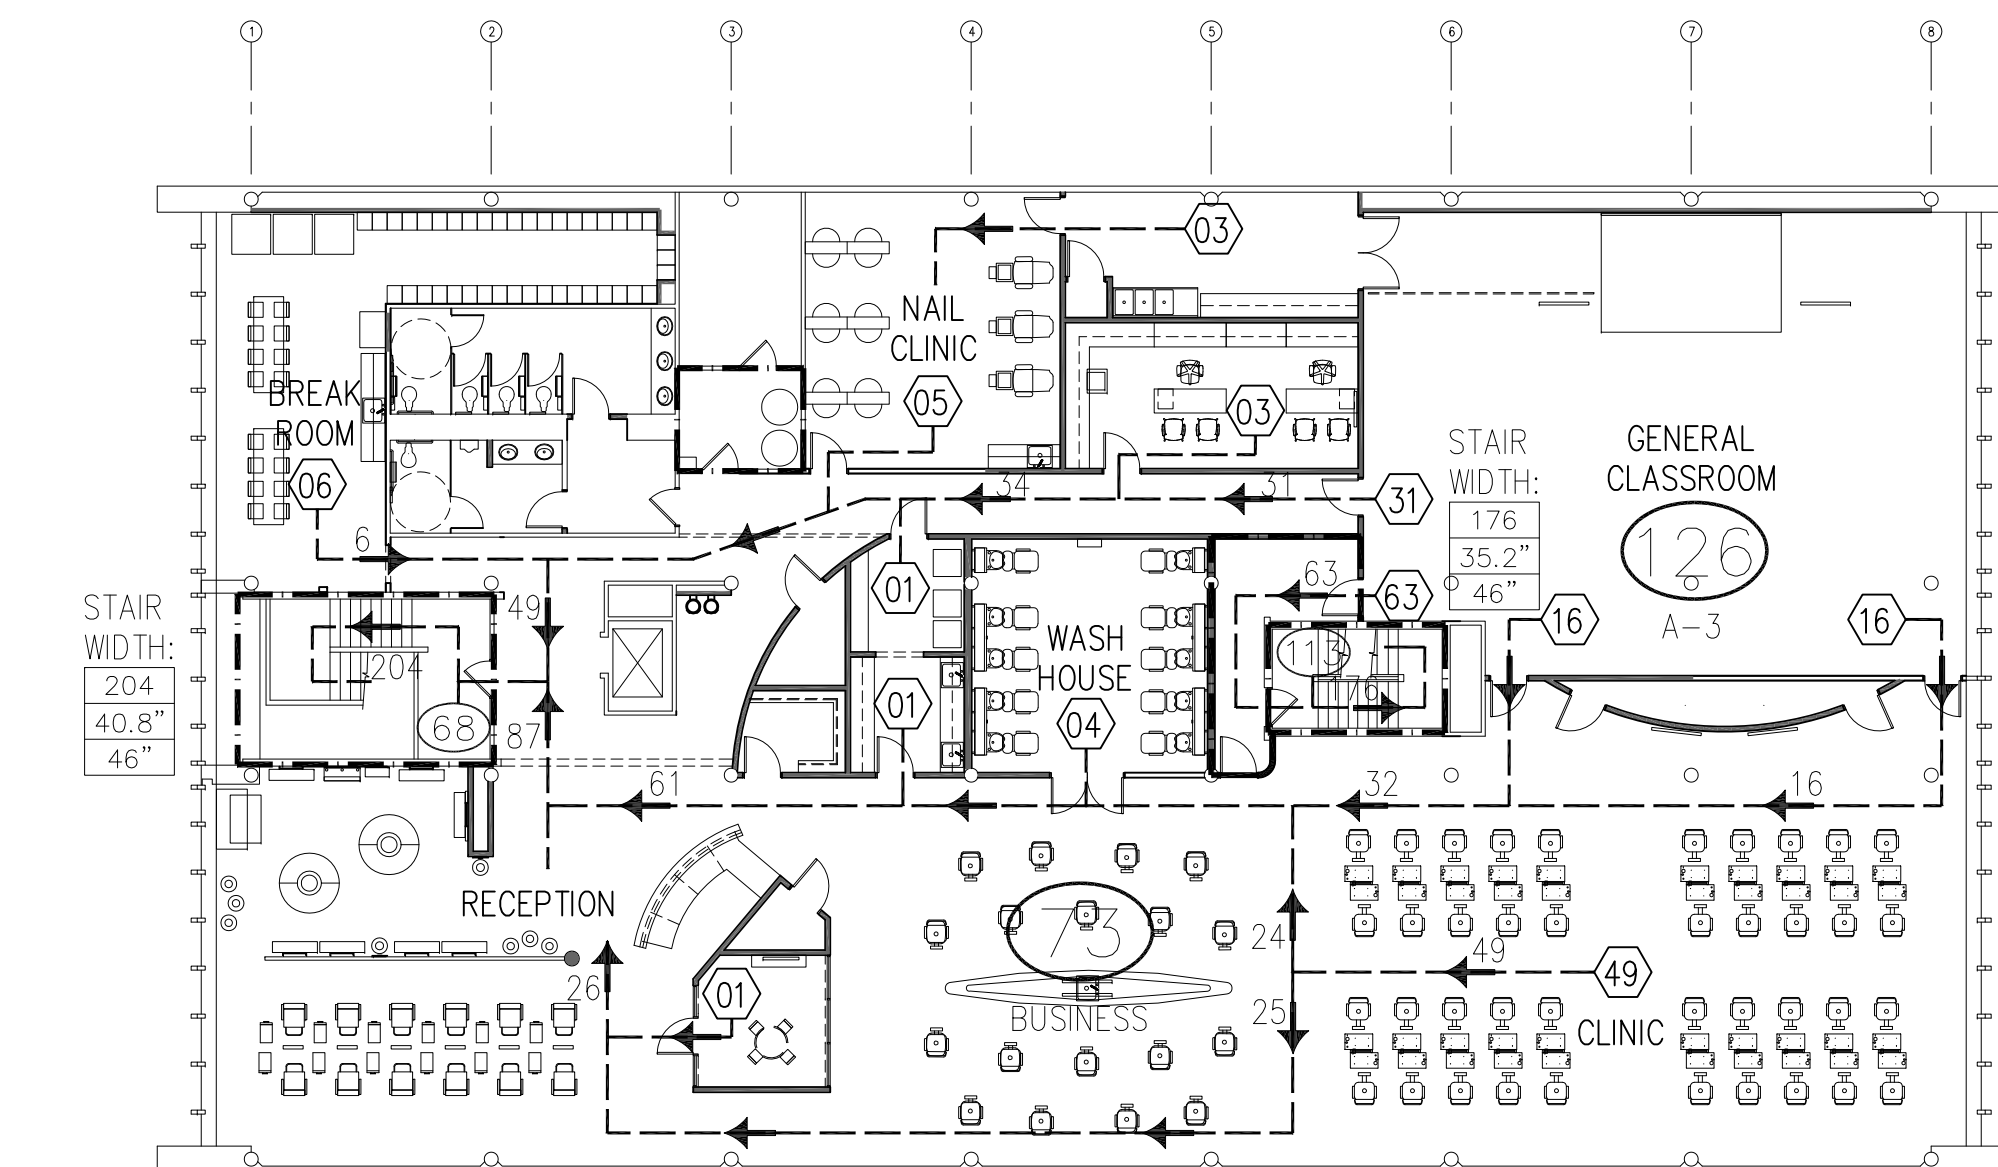 1 2 3 4 5 6 7 8
03
NAIL
CLINIC
05
03
BREAK
ROOM
06
STAIR
WIDTH:
176
35.2”
46”
GENERAL
CLASSROOM
126
A-3
34
31
31
6
01
63
63
16
16
STAIR
WIDTH:
204
40.8”
46”
49
204
68
87
WASH
HOUSE
04
01
113
176
61
32
16
RECEPTION
73
BUSINESS
24
49
49
25
CLINIC
26
01